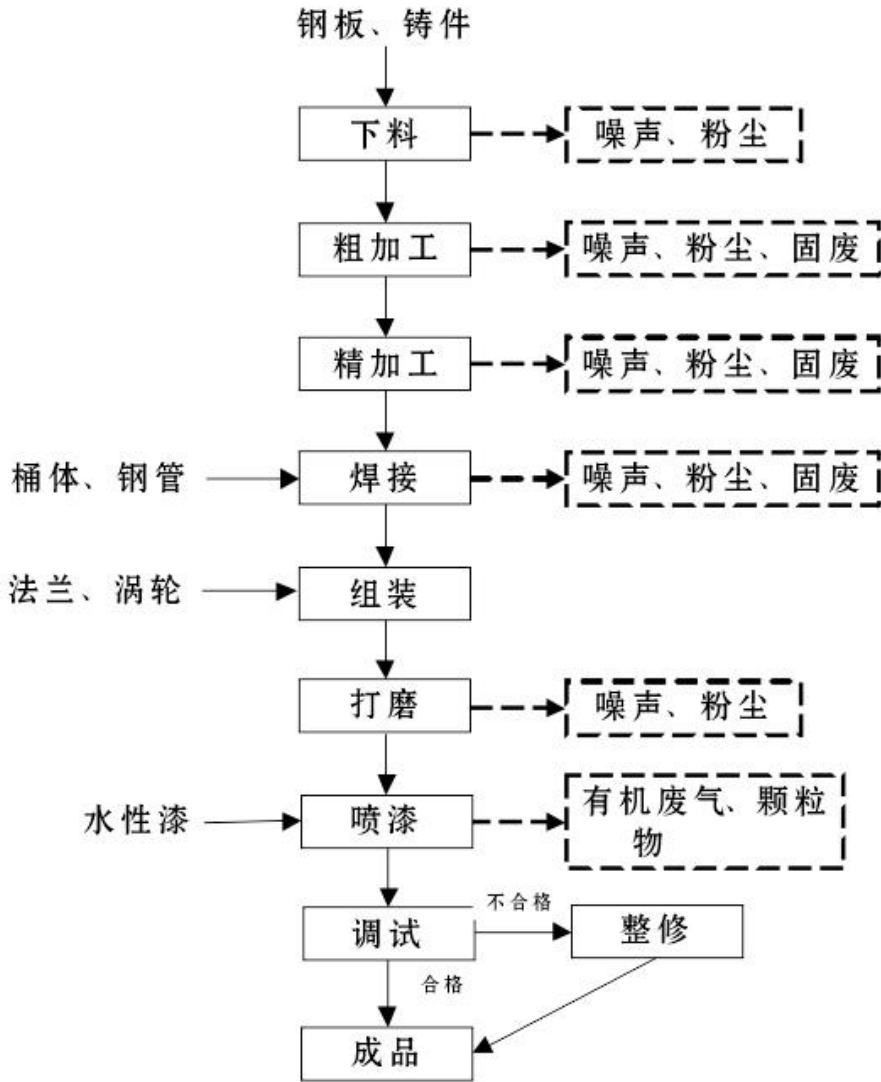 钢板、铸件
下料
噪声、粉尘
粗加工
噪声、粉尘、固废
精加工
噪声、粉尘、固废
桶体、钢管
焊接
噪声、粉尘、固废
法兰、涡轮
组装
打磨
噪声、粉尘
水性漆
喷漆
有机废气、颗粒
物
调试
不合格
整修
合格
成品